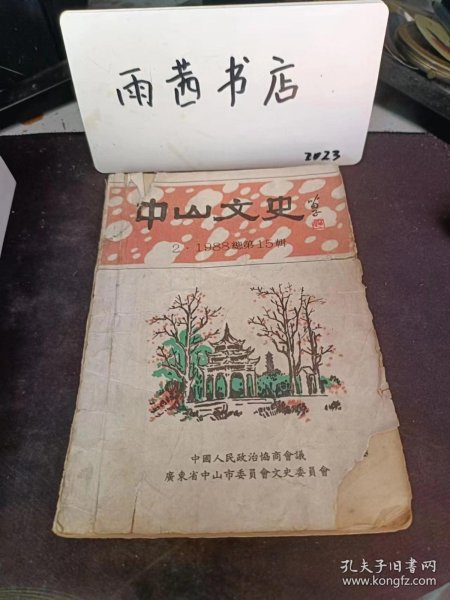 雨茜书店
2023
中山文史
2·1988總第15輯
中國人民政治協商會議
廣東省中山市委員會文史委員會
孔夫子旧书网
www.kongfz.com